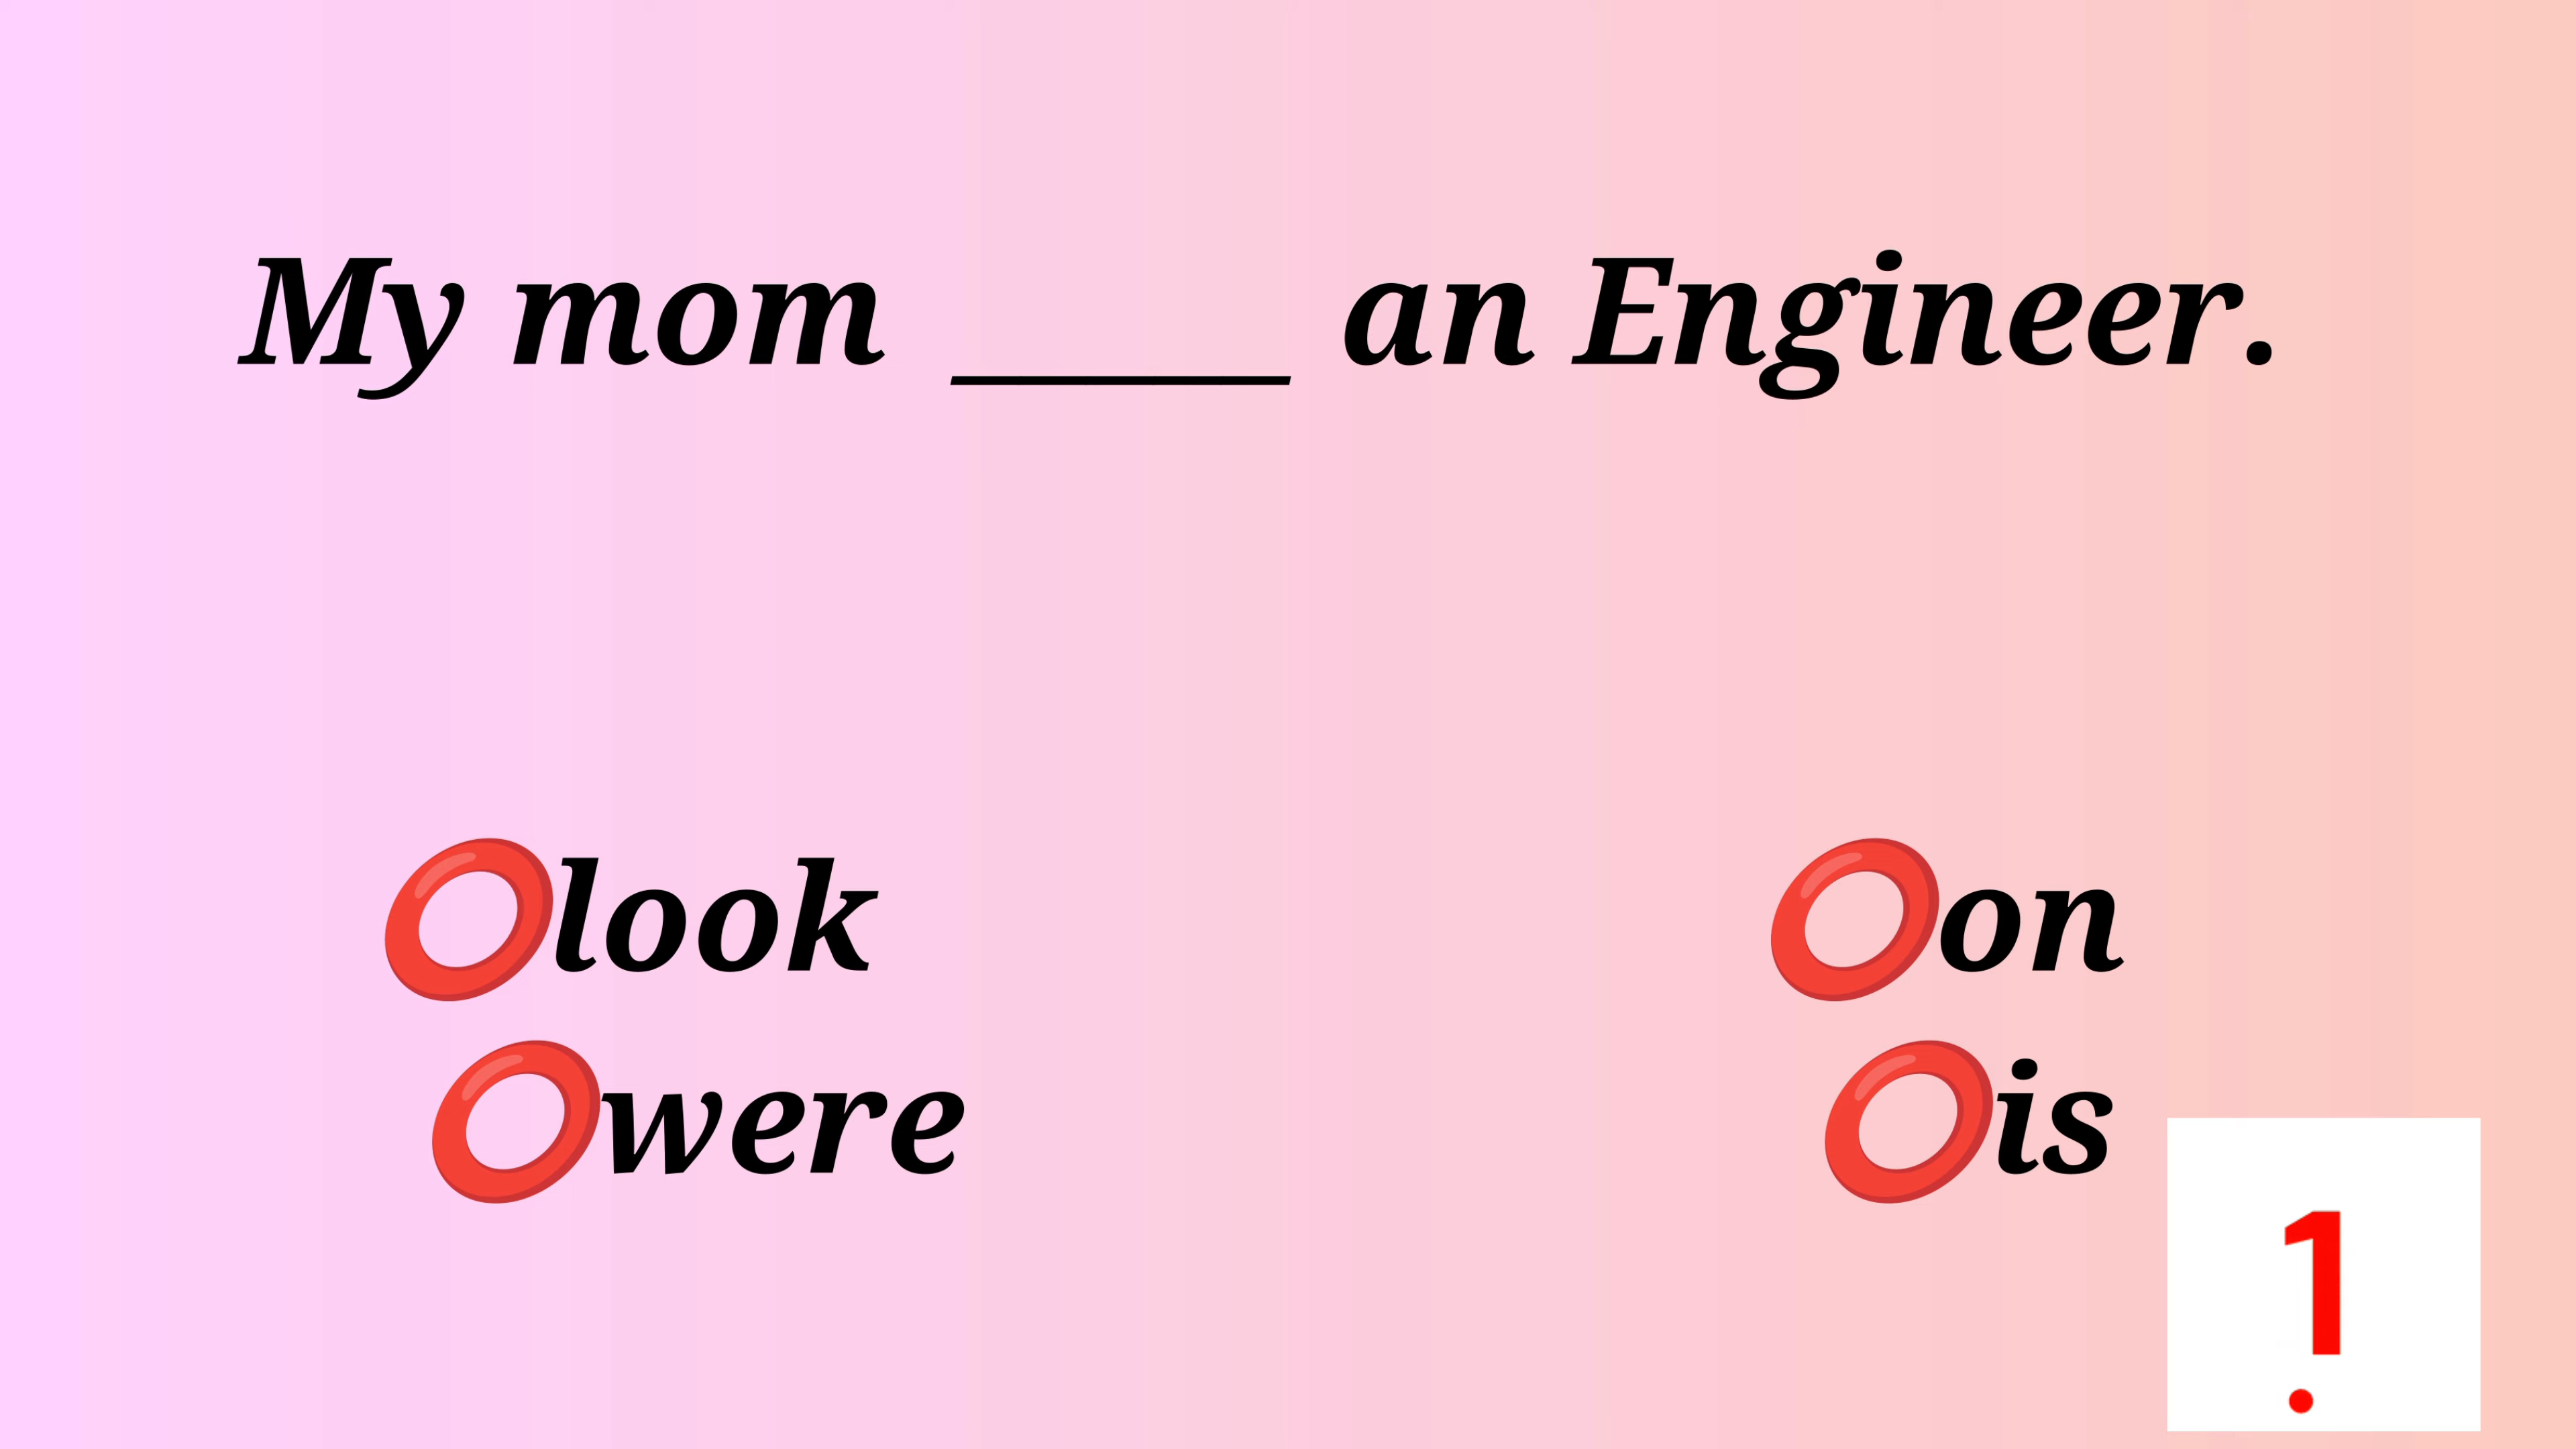 My mom _____ an Engineer.
⭕look ⭕on
⭕were ⭕is
1